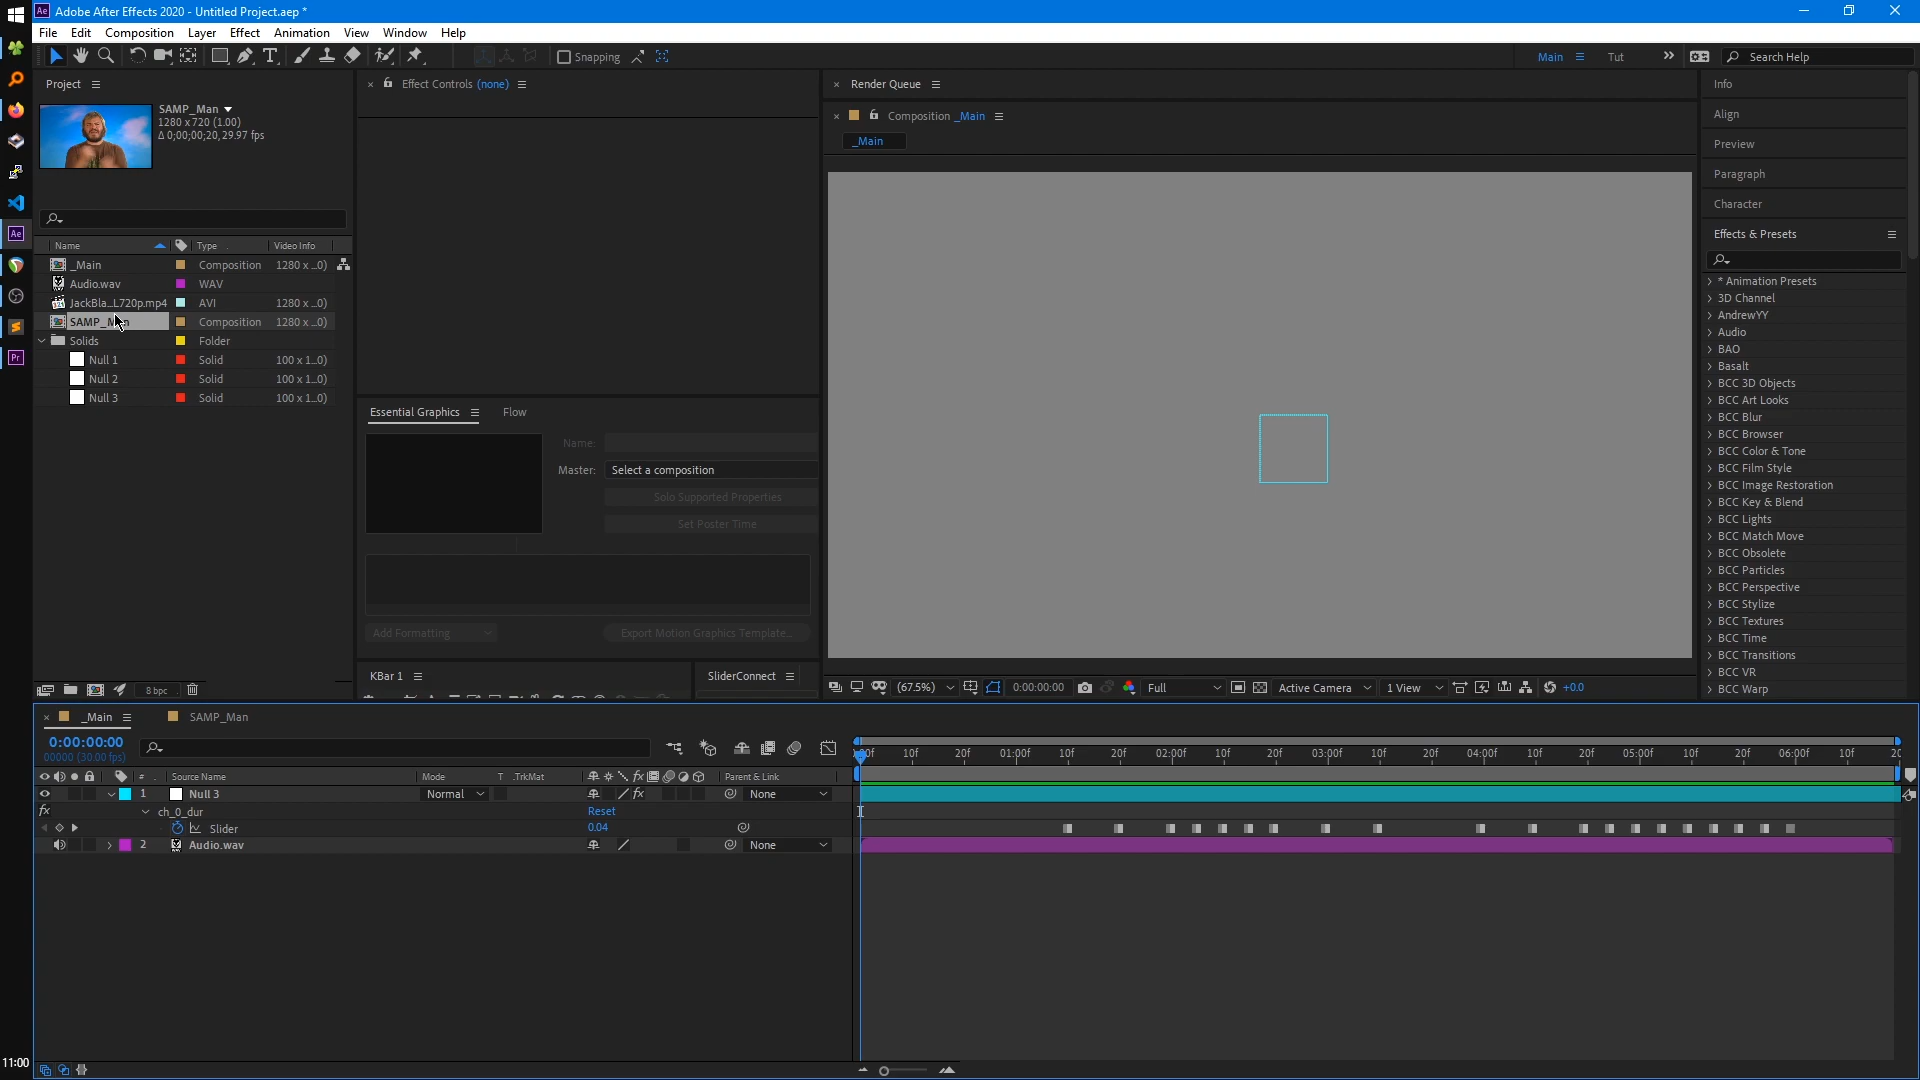 Adobe After Effects 2020 - Untitled Project.aep *
File Edit Composition Layer Effect Animation View Window Help
Snapping
Main
Tut
Search Help
Project
SAMP_Man
1280 x 720 (1.00)
Δ 0;00;00;20, 29.97 fps
Name Type Video Info
_Main Composition 1280 x ...0)
Audio.wav WAV
JackBla...L720p.mp4 AVI 1280 x ...0)
SAMP_Man Composition 1280 x ...0)
Solids Folder
Null 1 Solid 100 x 1...0)
Null 2 Solid 100 x 1...0)
Null 3 Solid 100 x 1...0)
8 bpc
Effect Controls (none)
Essential Graphics Flow
Name:
Master: Select a composition
Solo Supported Properties
Set Poster Time
Add Formatting
Export Motion Graphics Template...
KBar 1
SliderConnect
Render Queue
Composition _Main
_Main
(67.5%)
0:00:00:00
Full
Active Camera
1 View
+0.0
Info
Align
Preview
Paragraph
Character
Effects & Presets
* Animation Presets
3D Channel
AndrewYY
Audio
BAO
Basalt
BCC 3D Objects
BCC Art Looks
BCC Blur
BCC Browser
BCC Color & Tone
BCC Film Style
BCC Image Restoration
BCC Key & Blend
BCC Lights
BCC Match Move
BCC Obsolete
BCC Particles
BCC Perspective
BCC Stylize
BCC Textures
BCC Time
BCC Transitions
BCC VR
BCC Warp
_Main SAMP_Man
0:00:00:00
00000 (30.00 fps)
# Source Name Mode T .TrkMat Parent & Link
1 Null 3 Normal None
ch_0_dur Reset
Slider 0.04
2 Audio.wav None
10f 20f 01:00f 10f 20f 02:00f 10f 20f 03:00f 10f 20f 04:00f 10f 20f 05:00f 10f 20f 06:00f 10f
11:00